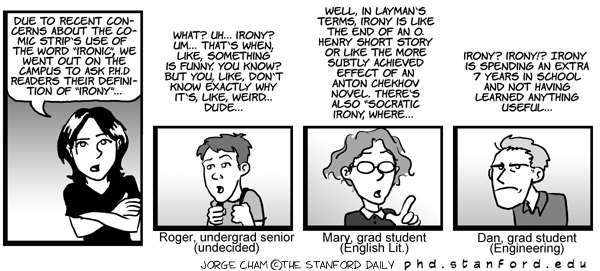 DUE TO RECENT CON-
CERNS ABOUT THE CO-
MIC STRIP'S USE OF
THE WORD "IRONIC", WE
WENT OUT ON THE
CAMPUS TO ASK PH.D
READERS THEIR DEFINI-
TION OF "IRONY"...
WHAT? UH... IRONY?
UM... THAT'S WHEN,
LIKE, SOMETHING
IS FUNNY, YOU KNOW?
BUT YOU, LIKE, DON'T
KNOW EXACTLY WHY
IT'S, LIKE, WEIRD...
DUDE...
Roger, undergrad senior
(undecided)
WELL, IN LAYMAN'S
TERMS, IRONY IS LIKE
THE END OF AN O.
HENRY SHORT STORY
OR LIKE THE MORE
SUBTLY ACHIEVED
EFFECT OF AN
ANTON CHEKHOV
NOVEL. THERE'S
ALSO "SOCRATIC
IRONY, WHERE...
Mary, grad student
(English Lit.)
IRONY? IRONY!? IRONY
IS SPENDING AN EXTRA
7 YEARS IN SCHOOL
AND NOT HAVING
LEARNED ANYTHING
USEFUL...
Dan, grad student
(Engineering)
JORGE CHAM ©THE STANFORD DAILY phd.stanford.edu